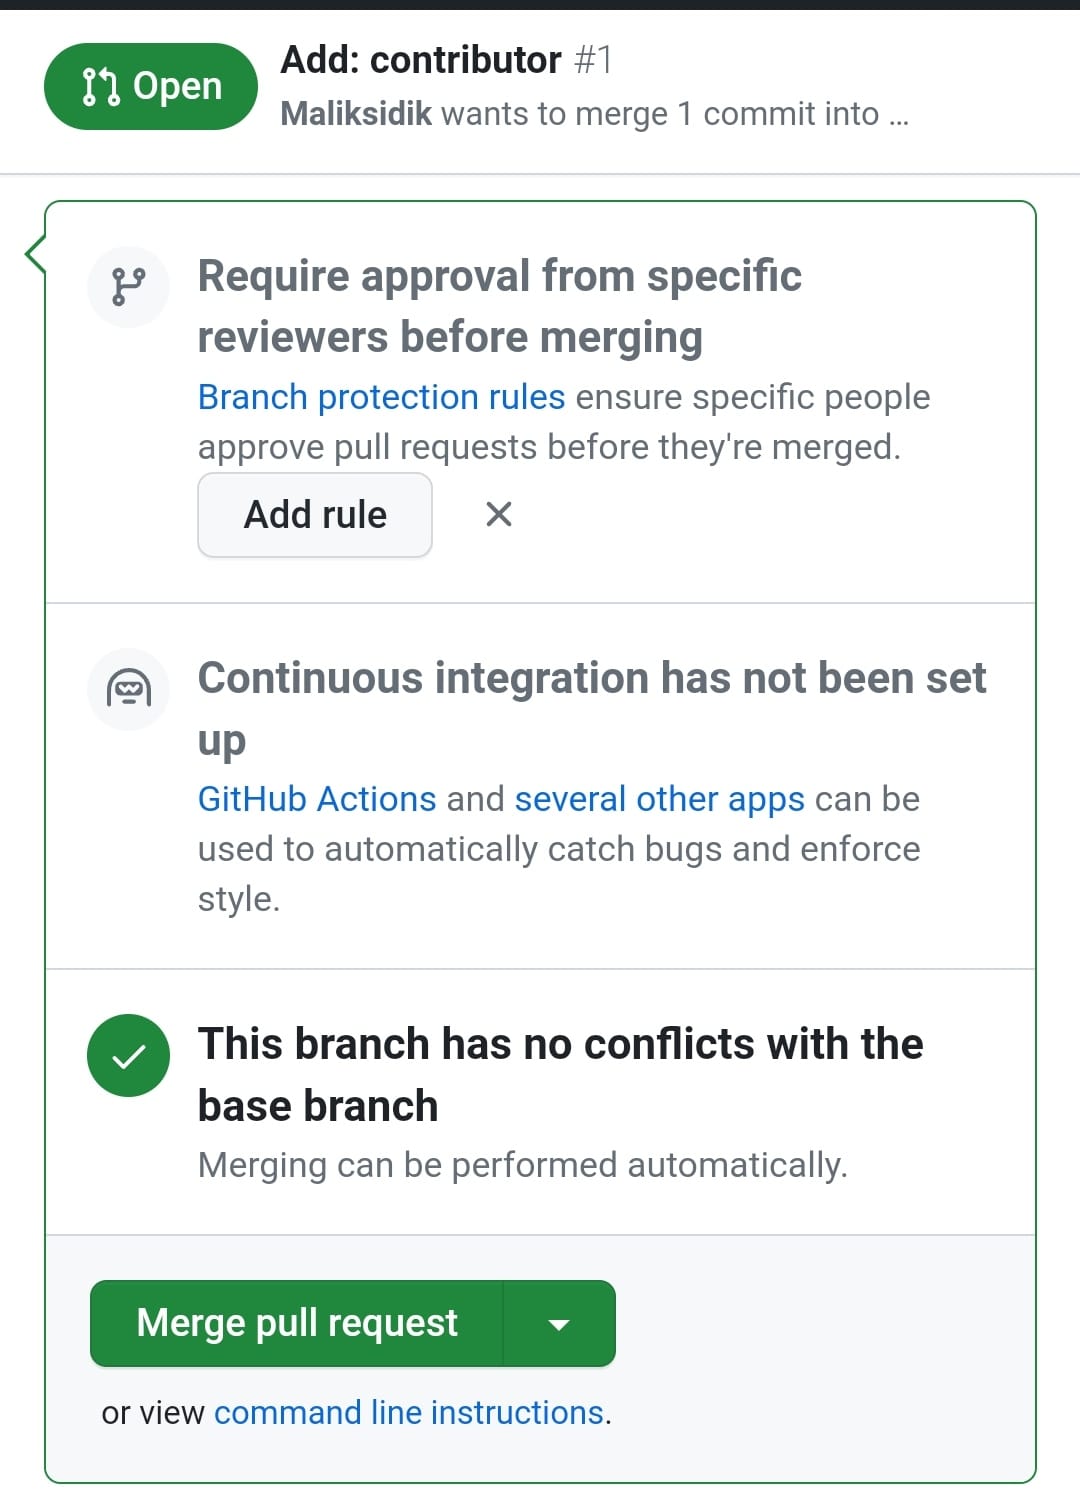 Open
Add: contributor #1
Maliksidik wants to merge 1 commit into ...
Require approval from specific
reviewers before merging
Branch protection rules ensure specific people
approve pull requests before they're merged.
Add rule
Continuous integration has not been set
up
GitHub Actions and several other apps can be
used to automatically catch bugs and enforce
style.
This branch has no conflicts with the
base branch
Merging can be performed automatically.
Merge pull request
or view command line instructions.